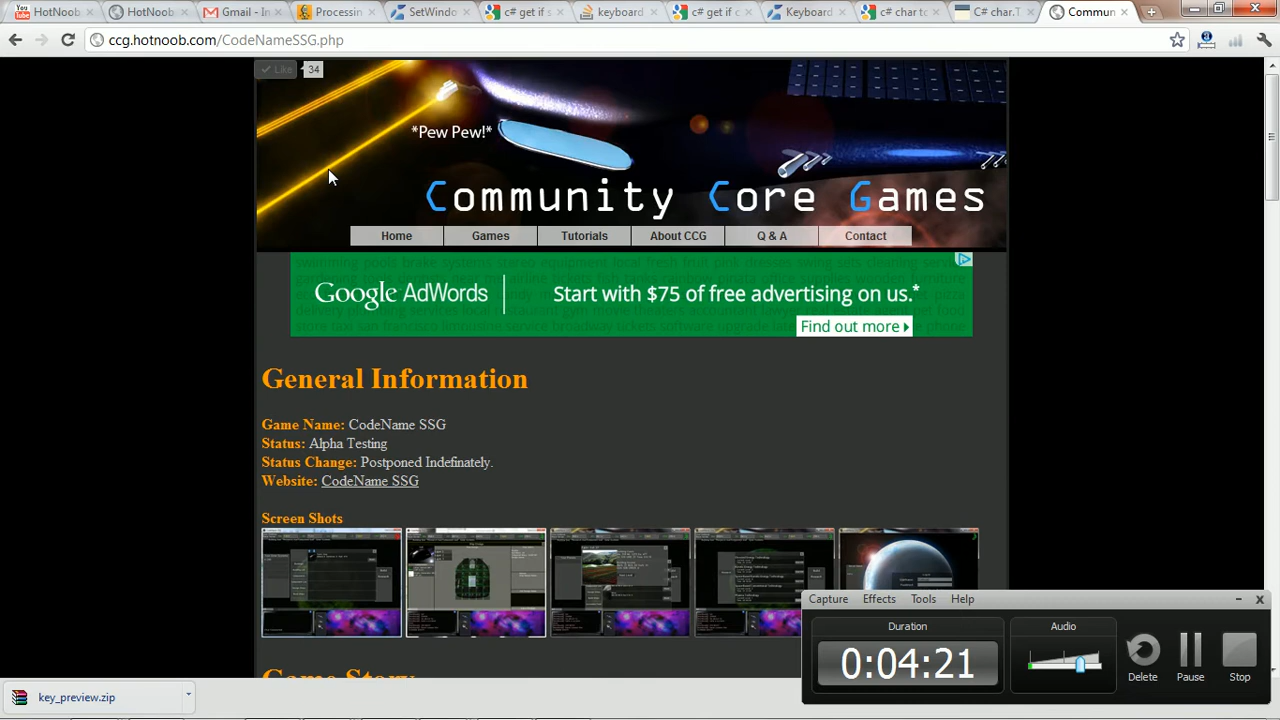 HotNoob
HotNoob
Gmail - In
Processin
SetWindo
c# get if s
keyboard
c# get if c
Keyboard
c# char to
C# char.T
Commun
ccg.hotnoob.com/CodeNameSSG.php
Like 34
*Pew Pew!*
Community Core Games
Home Games Tutorials About CCG Q & A Contact
Google AdWords
Start with $75 of free advertising on us.*
Find out more
General Information
Game Name: CodeName SSG
Status: Alpha Testing
Status Change: Postponed Indefinately.
Website: CodeName SSG
Screen Shots
Game Story
Capture Effects Tools Help
Duration
Audio
0:04:21
Delete Pause Stop
key_preview.zip